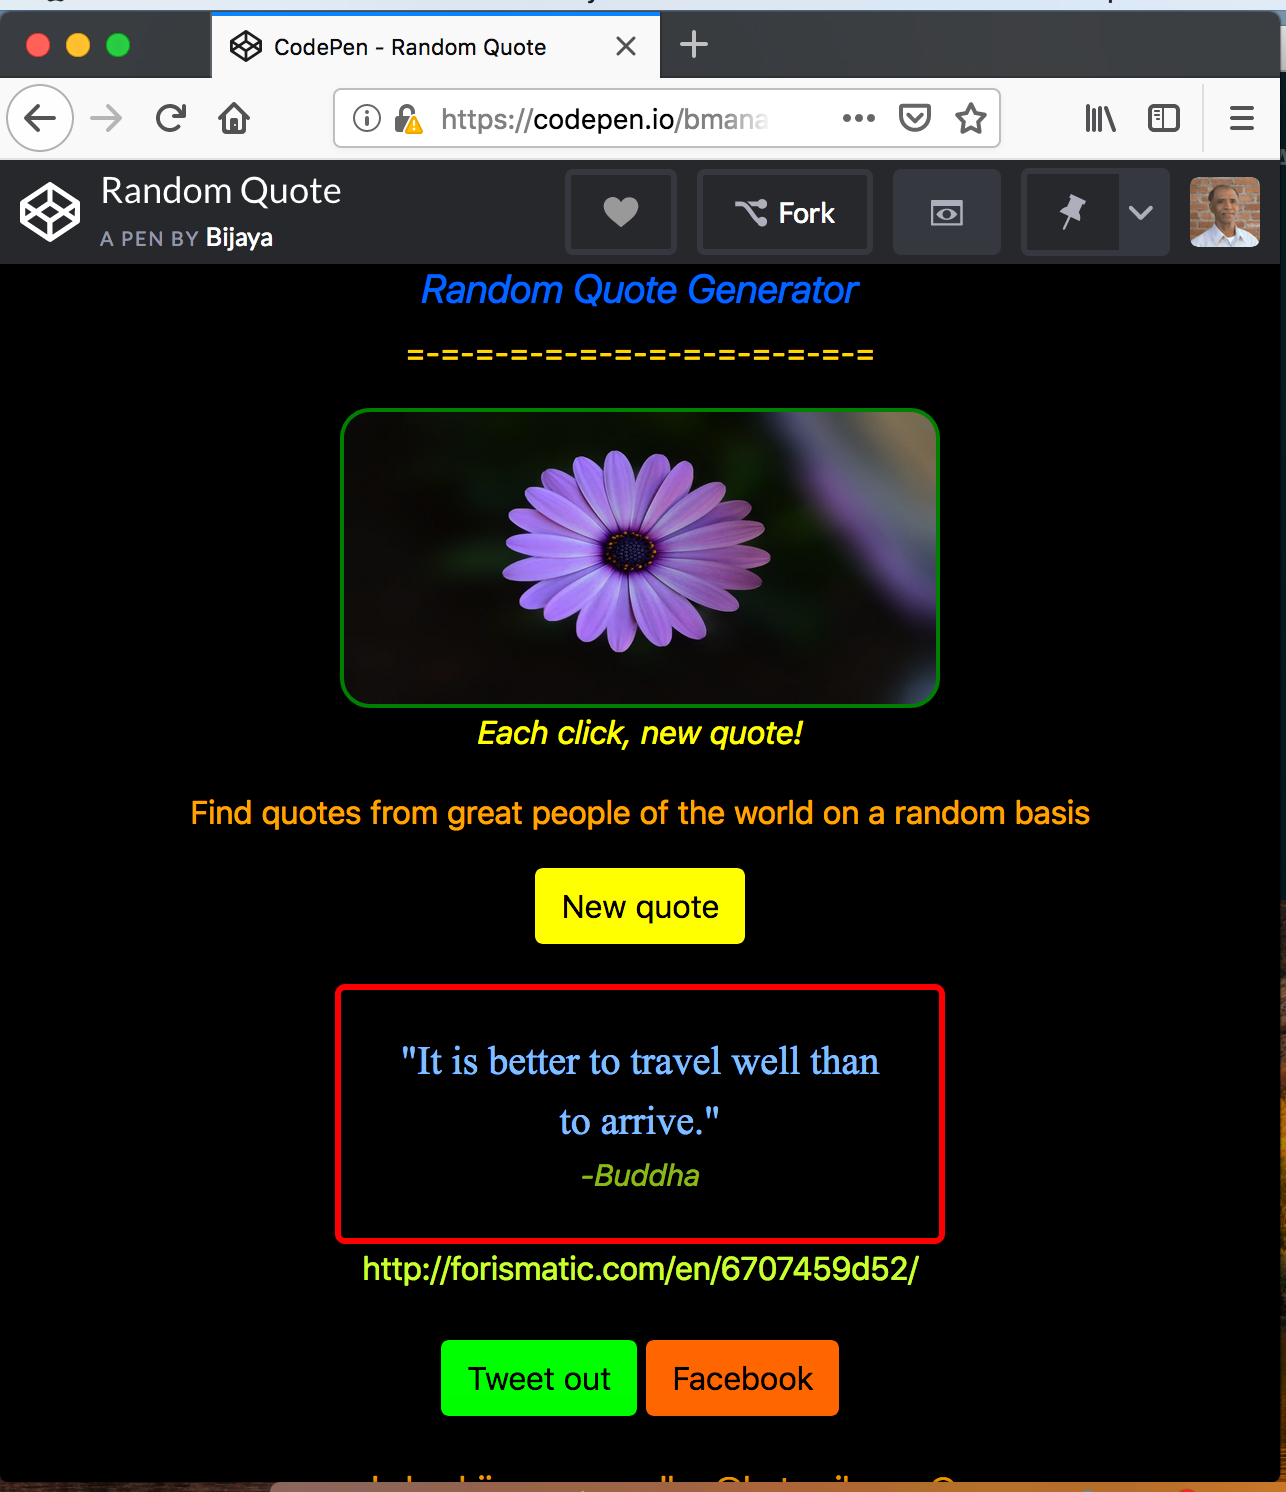 CodePen - Random Quote
https://codepen.io/bmana
Random Quote
A PEN BY Bijaya
Fork
Random Quote Generator
=-=-=-=-=-=-=-=-=-=-=-=-=-=
Each click, new quote!
Find quotes from great people of the world on a random basis
New quote
"It is better to travel well than
to arrive."
-Buddha
http://forismatic.com/en/6707459d52/
Tweet out
Facebook